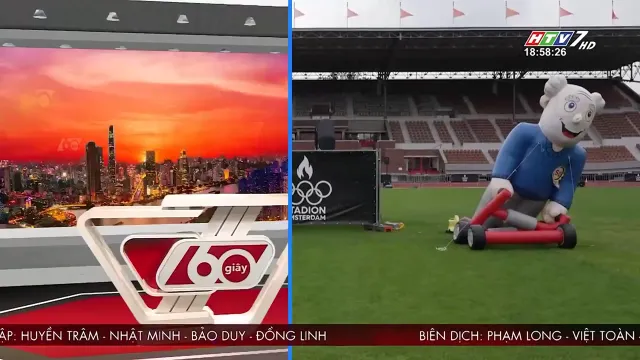 HTV7 HD
18:58:26
60
giây
STADION
AMSTERDAM
ẬP: HUYỀN TRÂM - NHẬT MINH - BẢO DUY - ĐỒNG LINH
BIÊN DỊCH: PHẠM LONG - VIỆT TOÀN -